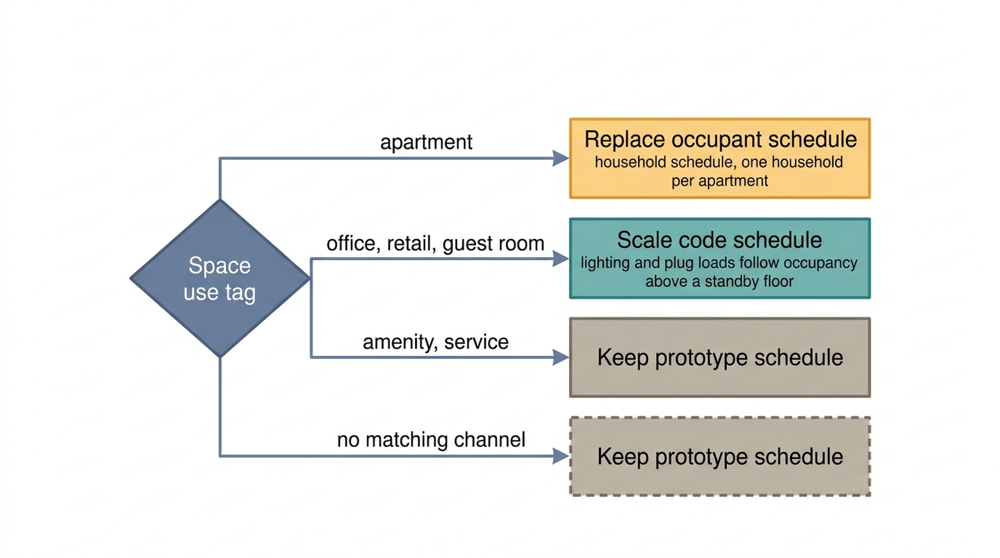 Space
use tag
apartment
Replace occupant schedule
household schedule, one household
per apartment
office, retail, guest room
Scale code schedule
lighting and plug loads follow occupancy
above a standby floor
amenity, service
Keep prototype schedule
no matching channel
Keep prototype schedule